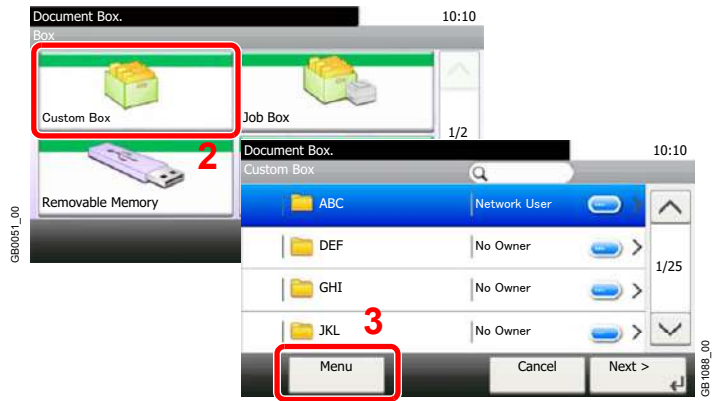 Document Box.
10:10
Box
Custom Box
Job Box
1/2
2
Removable Memory
GB0051_00
Document Box.
10:10
Custom Box
ABC
Network User
DEF
No Owner
1/25
GHI
No Owner
JKL
No Owner
3
Menu
Cancel
Next >
GB1088_00